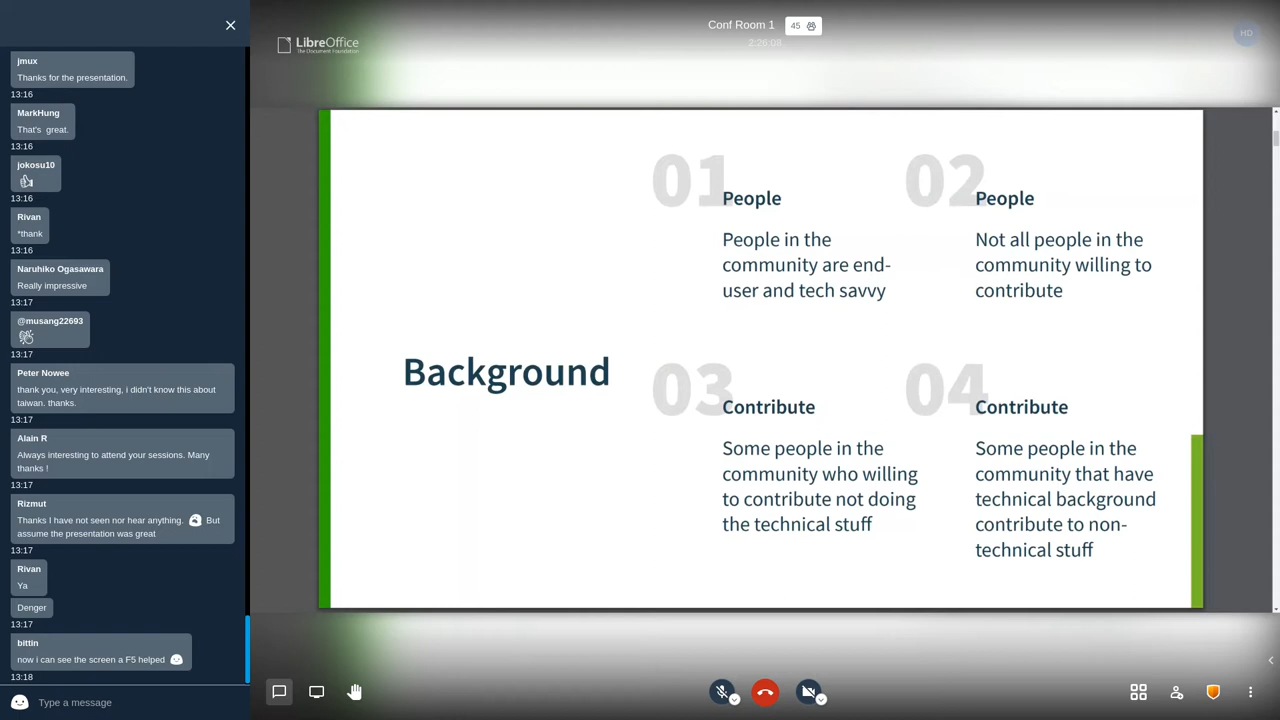 jmux
Thanks for the presentation.
13:16
MarkHung
That's great.
13:16
jokosu10
13:16
Rivan
*thank
13:16
Naruhiko Ogasawara
Really impressive
13:17
@musang22693
13:17
Peter Nowee
thank you, very interesting, i didn't know this about
taiwan. thanks.
13:17
Alain R
Always interesting to attend your sessions. Many
thanks !
13:17
Rizmut
Thanks I have not seen nor hear anything. But
assume the presentation was great
13:17
Rivan
Ya
Denger
13:17
bittin
now i can see the screen a F5 helped
13:18
Type a message
LibreOffice
The Document Foundation
Conf Room 1
45
2:26:08
HD
Background
01
People
People in the
community are end-
user and tech savvy
02
People
Not all people in the
community willing to
contribute
03
Contribute
Some people in the
community who willing
to contribute not doing
the technical stuff
04
Contribute
Some people in the
community that have
technical background
contribute to non-
technical stuff